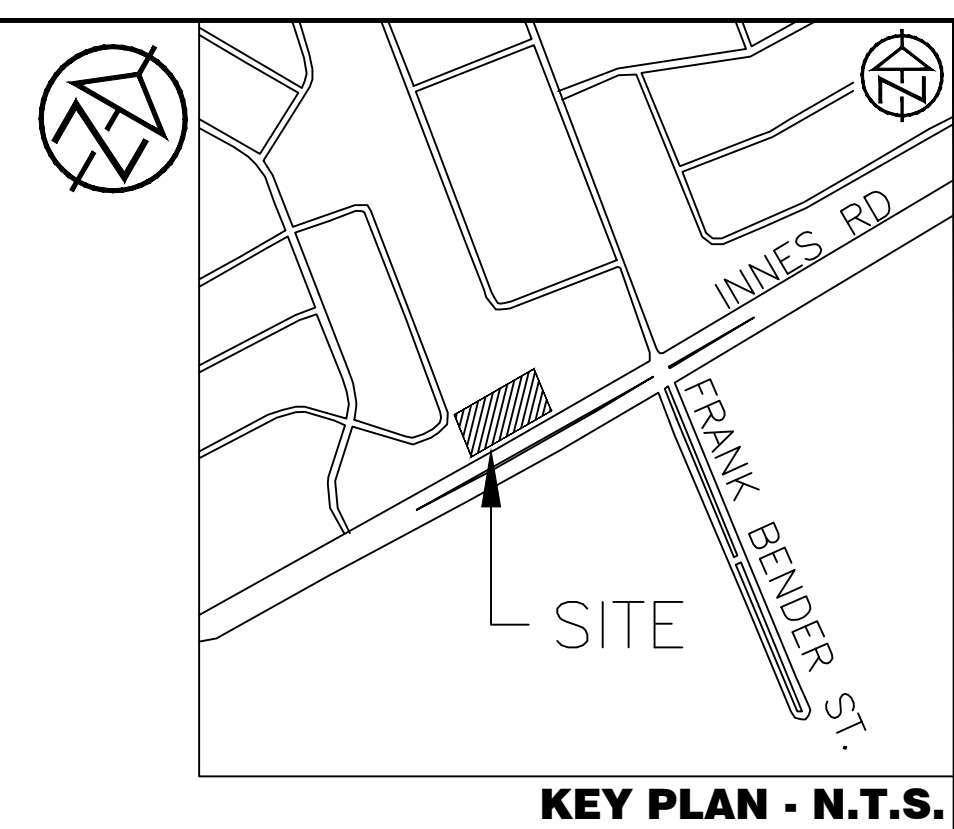 INNES RD
FRANK BENDER ST.
SITE
KEY PLAN - N.T.S.